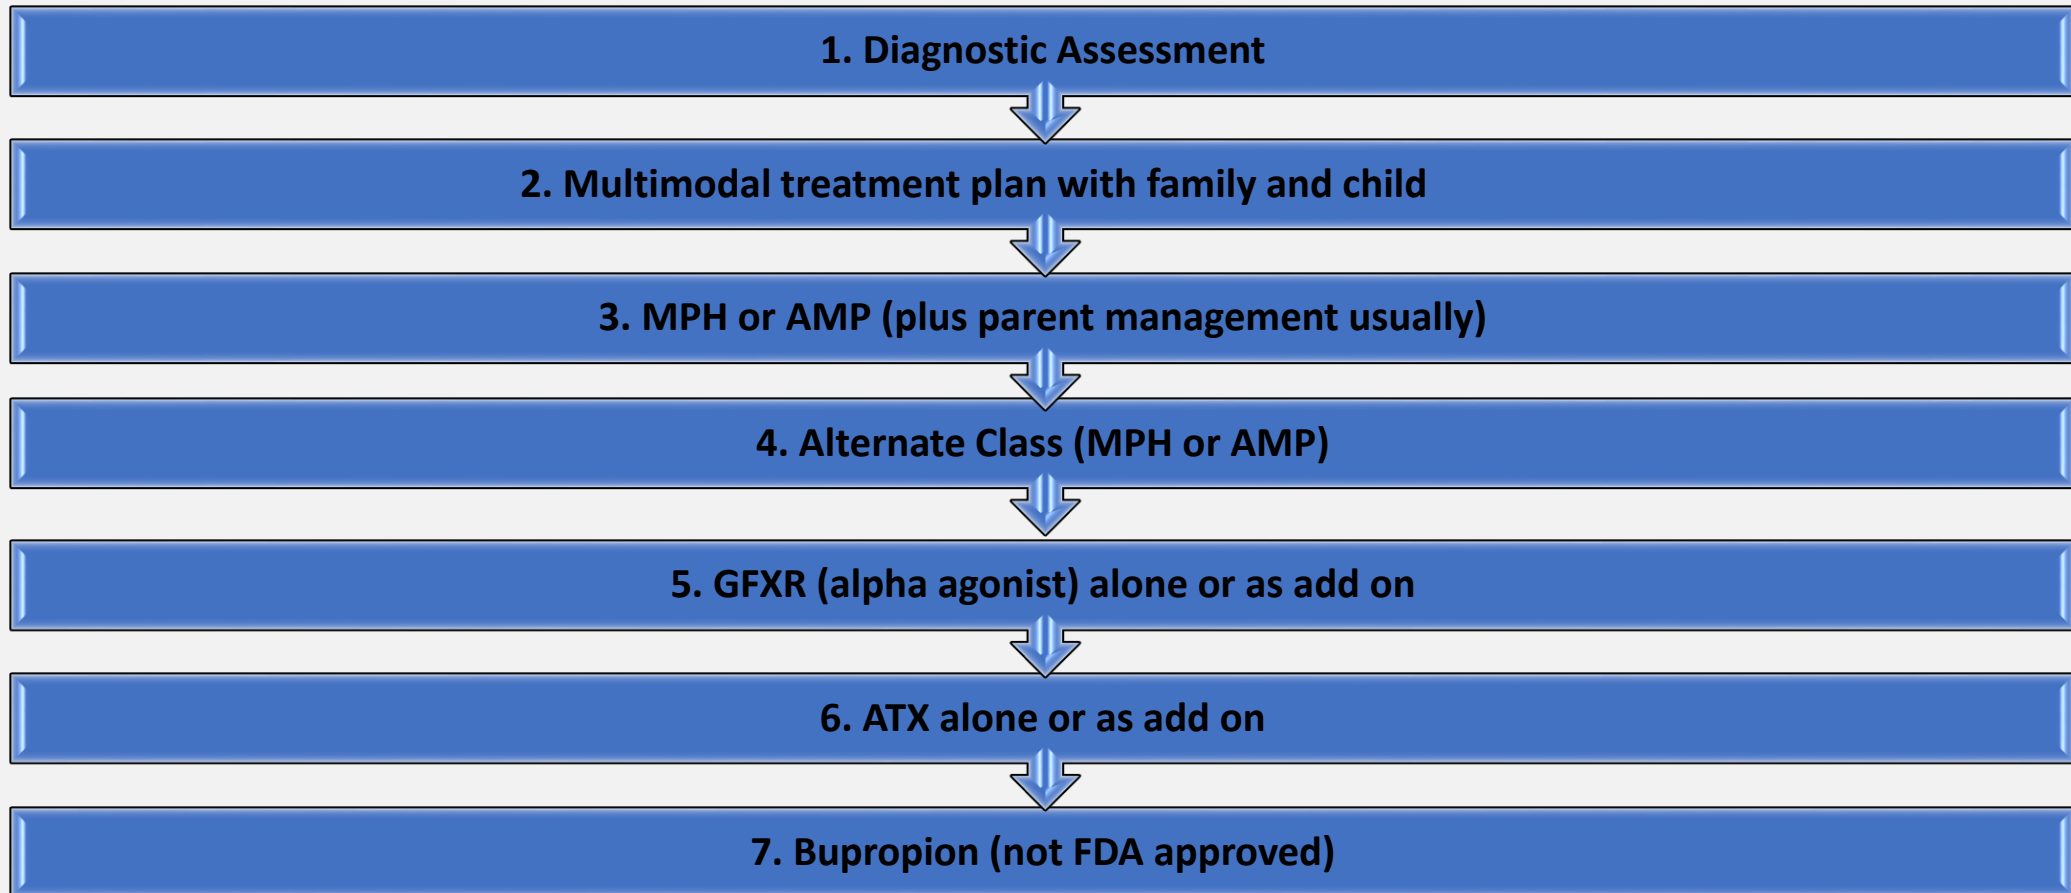 1. Diagnostic Assessment
2. Multimodal treatment plan with family and child
3. MPH or AMP (plus parent management usually)
4. Alternate Class (MPH or AMP)
5. GFXR (alpha agonist) alone or as add on
6. ATX alone or as add on
7. Bupropion (not FDA approved)